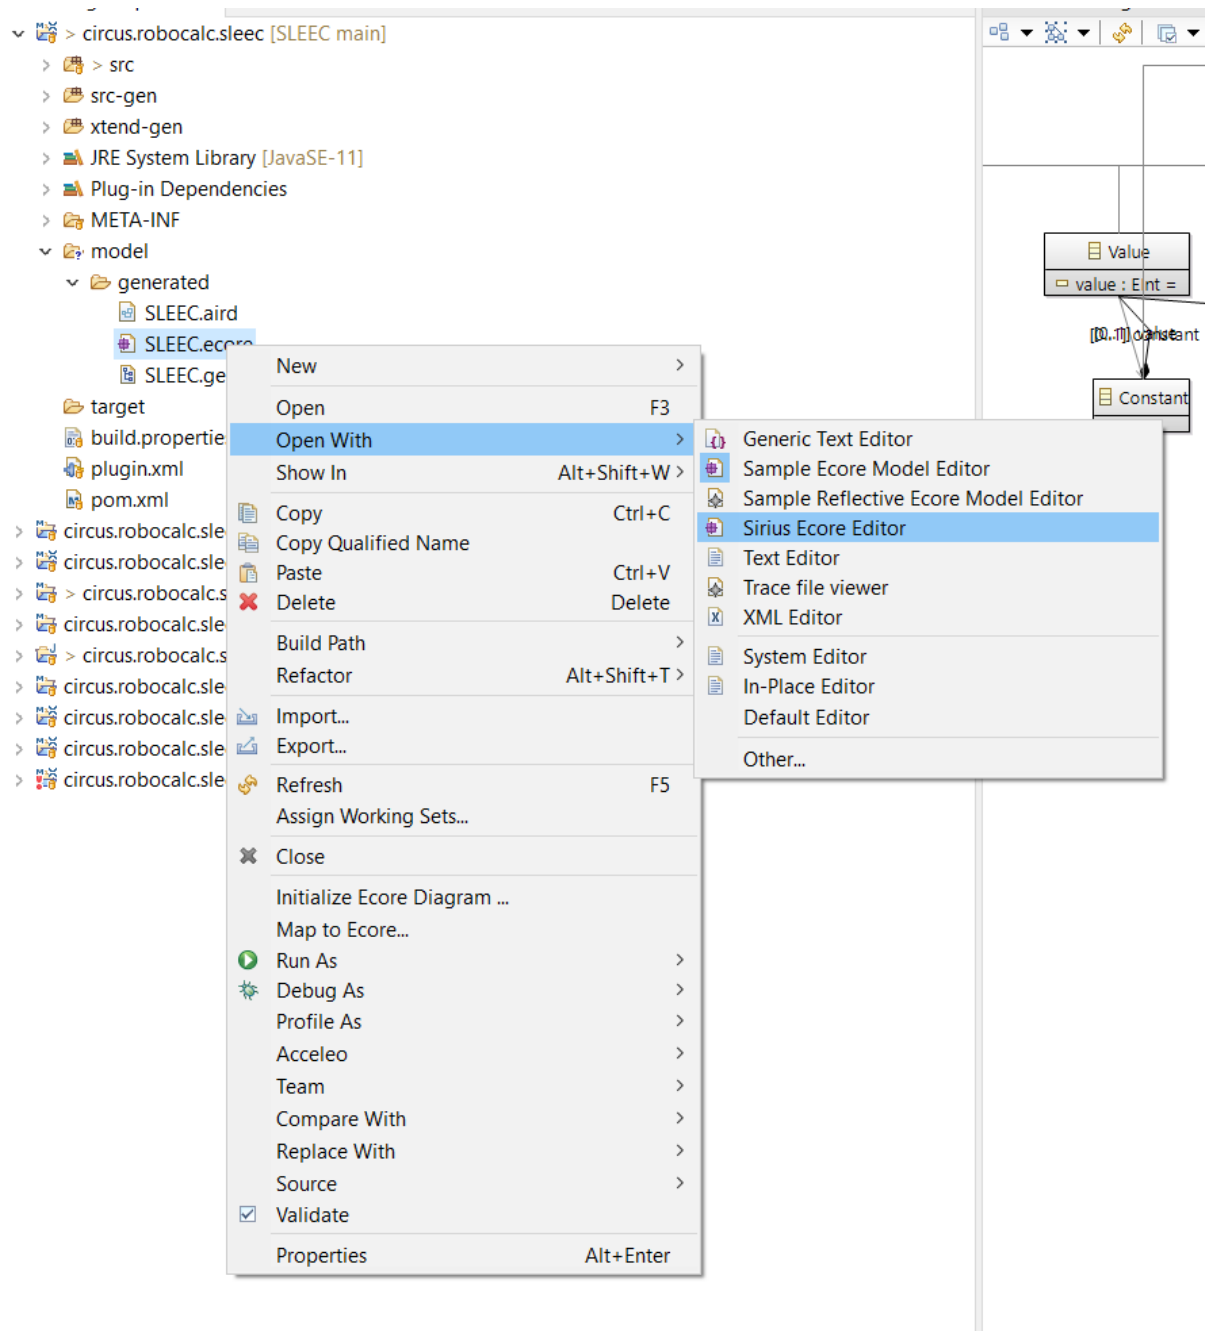 > circus.robocalc.sleec [SLEEC main]
> src
src-gen
xtend-gen
JRE System Library [JavaSE-11]
Plug-in Dependencies
META-INF
model
generated
SLEEC.aird
SLEEC.ecore
SLEEC.ge
target
build.propertie
plugin.xml
pom.xml
circus.robocalc.sle
circus.robocalc.sle
> circus.robocalc.s
circus.robocalc.sle
> circus.robocalc.s
circus.robocalc.sle
circus.robocalc.sle
circus.robocalc.sle
circus.robocalc.sle
New
Open F3
Open With
Show In Alt+Shift+W
Copy Ctrl+C
Copy Qualified Name
Paste Ctrl+V
Delete Delete
Build Path
Refactor Alt+Shift+T
Import...
Export...
Refresh F5
Assign Working Sets...
Close
Initialize Ecore Diagram ...
Map to Ecore...
Run As
Debug As
Profile As
Acceleo
Team
Compare With
Replace With
Source
Validate
Properties Alt+Enter
Generic Text Editor
Sample Ecore Model Editor
Sample Reflective Ecore Model Editor
Sirius Ecore Editor
Text Editor
Trace file viewer
XML Editor
System Editor
In-Place Editor
Default Editor
Other...
Value
value : EInt =
Constant